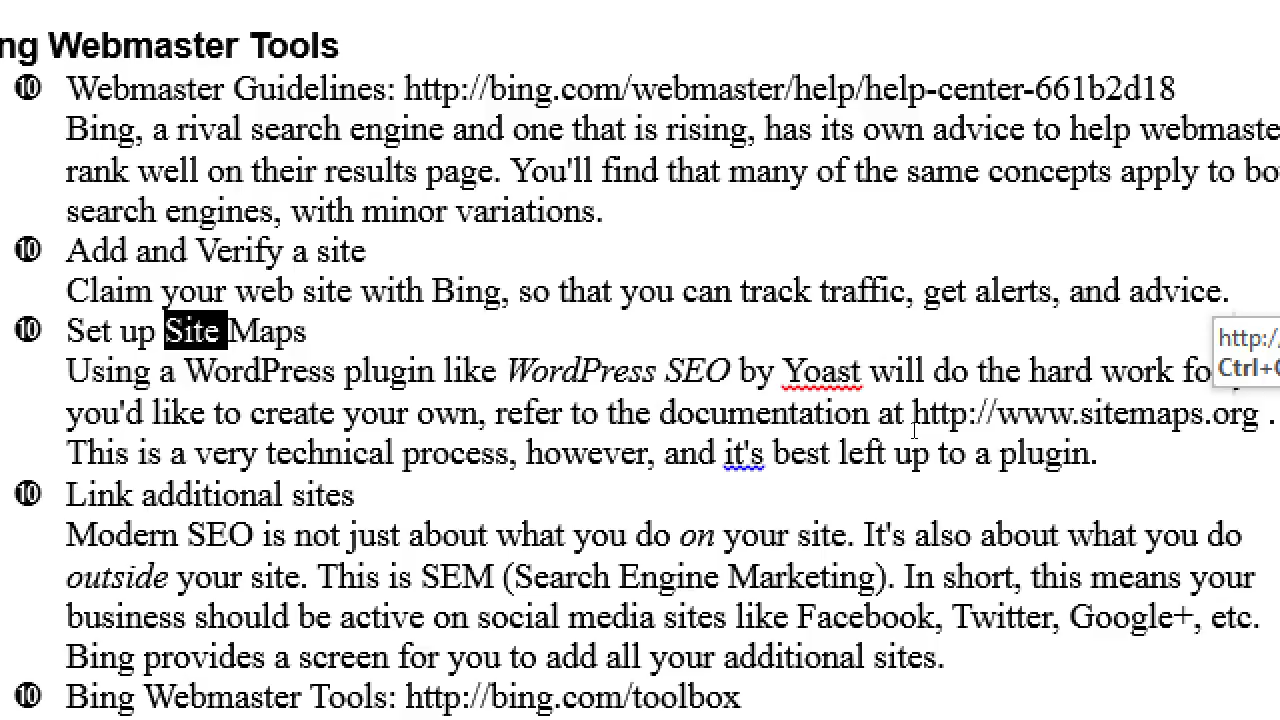 ng Webmaster Tools
❿ Webmaster Guidelines: http://bing.com/webmaster/help/help-center-661b2d18
Bing, a rival search engine and one that is rising, has its own advice to help webmaste
rank well on their results page. You'll find that many of the same concepts apply to bo
search engines, with minor variations.
❿ Add and Verify a site
Claim your web site with Bing, so that you can track traffic, get alerts, and advice.
❿ Set up Site Maps
http:/
Ctrl+C
Using a WordPress plugin like WordPress SEO by Yoast will do the hard work fo
you'd like to create your own, refer to the documentation at http://www.sitemaps.org .
This is a very technical process, however, and it's best left up to a plugin.
❿ Link additional sites
Modern SEO is not just about what you do on your site. It's also about what you do
outside your site. This is SEM (Search Engine Marketing). In short, this means your
business should be active on social media sites like Facebook, Twitter, Google+, etc.
Bing provides a screen for you to add all your additional sites.
❿ Bing Webmaster Tools: http://bing.com/toolbox